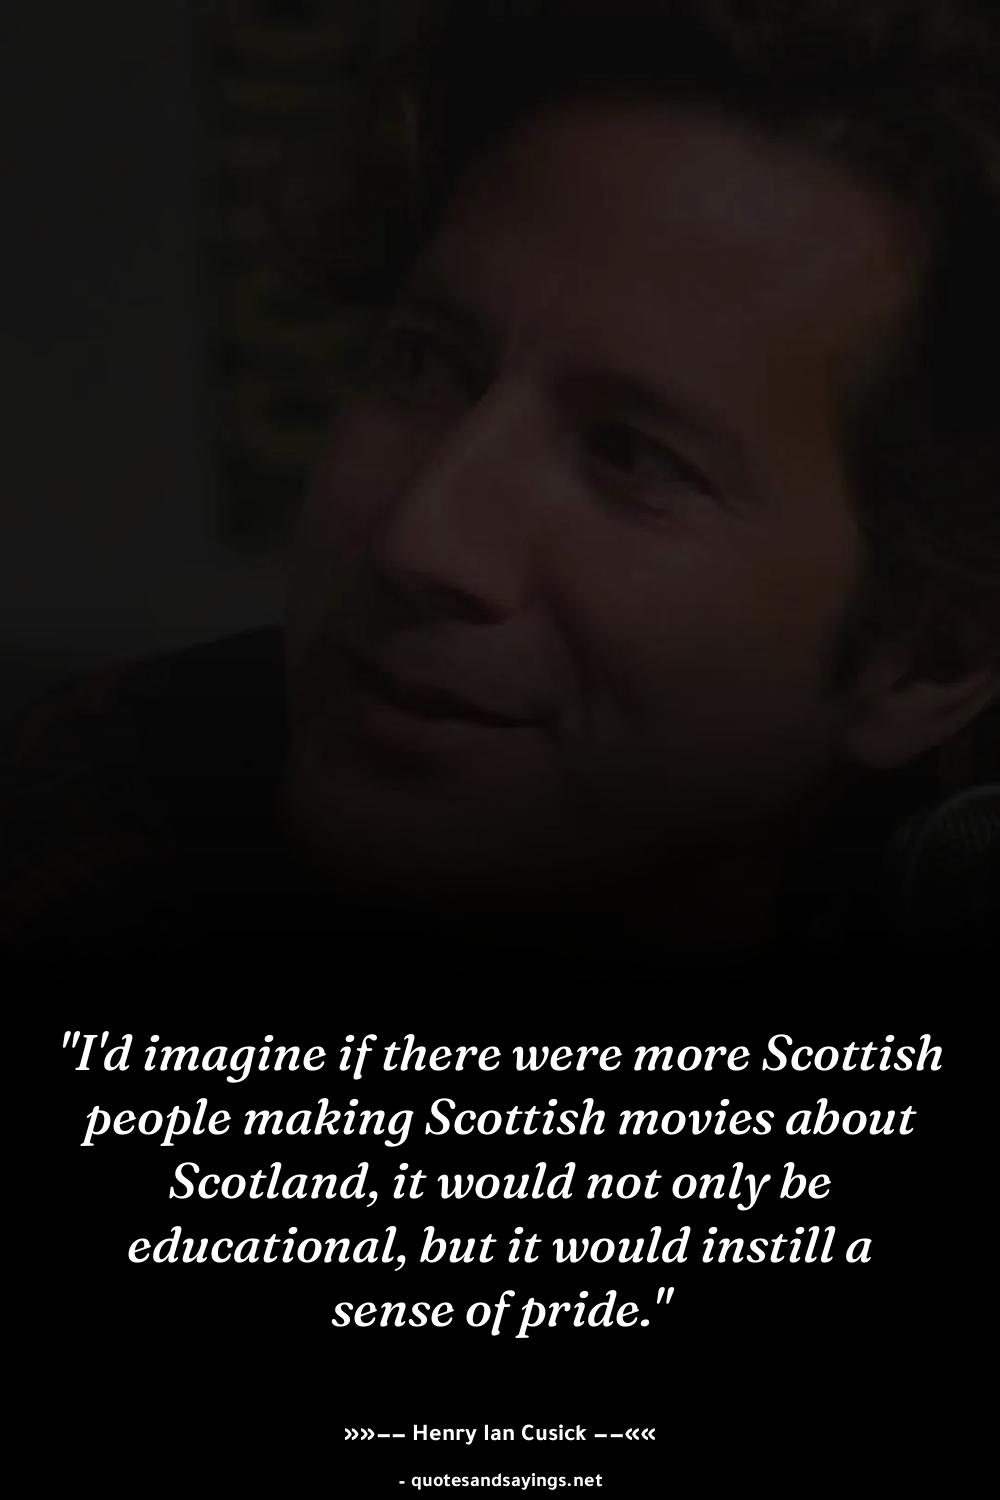 "I'd imagine if there were more Scottish
people making Scottish movies about
Scotland, it would not only be
educational, but it would instill a
sense of pride."
»»–– Henry Ian Cusick ––««
- quotesandsayings.net